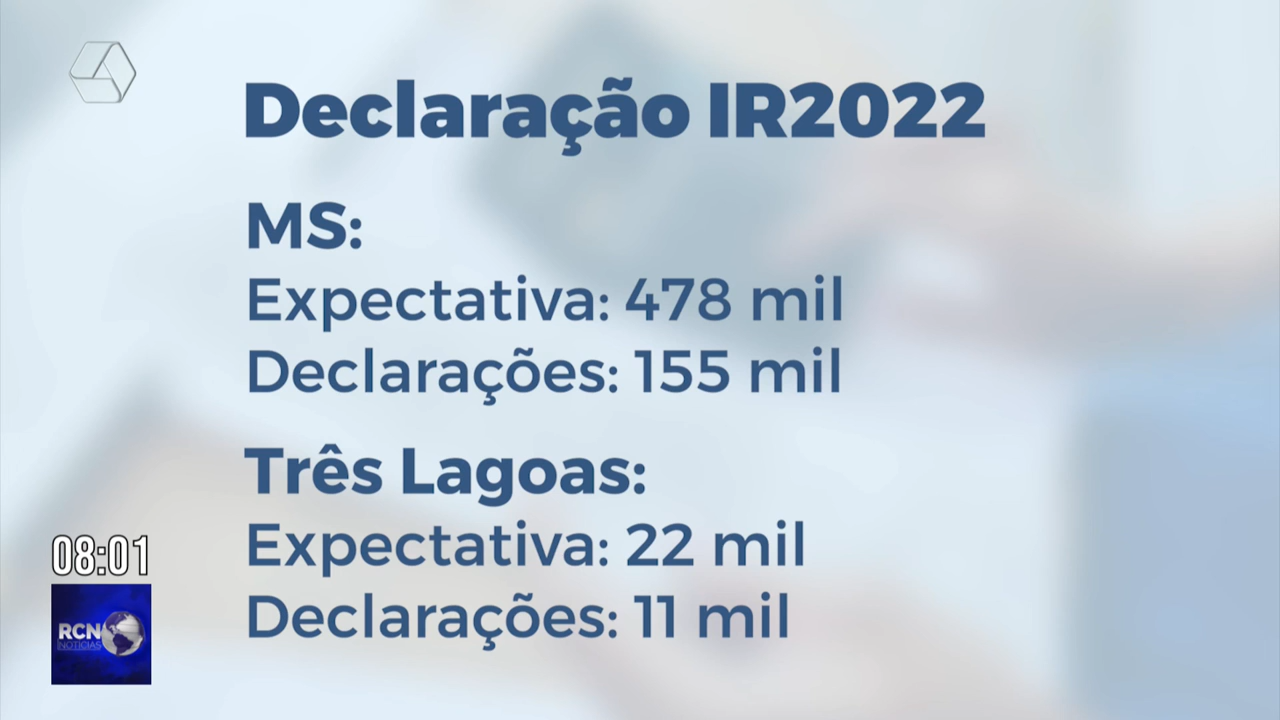 Declaração IR2022
MS:
Expectativa: 478 mil
Declarações: 155 mil
Três Lagoas:
Expectativa: 22 mil
Declarações: 11 mil
08:01
RCN
NOTÍCIAS